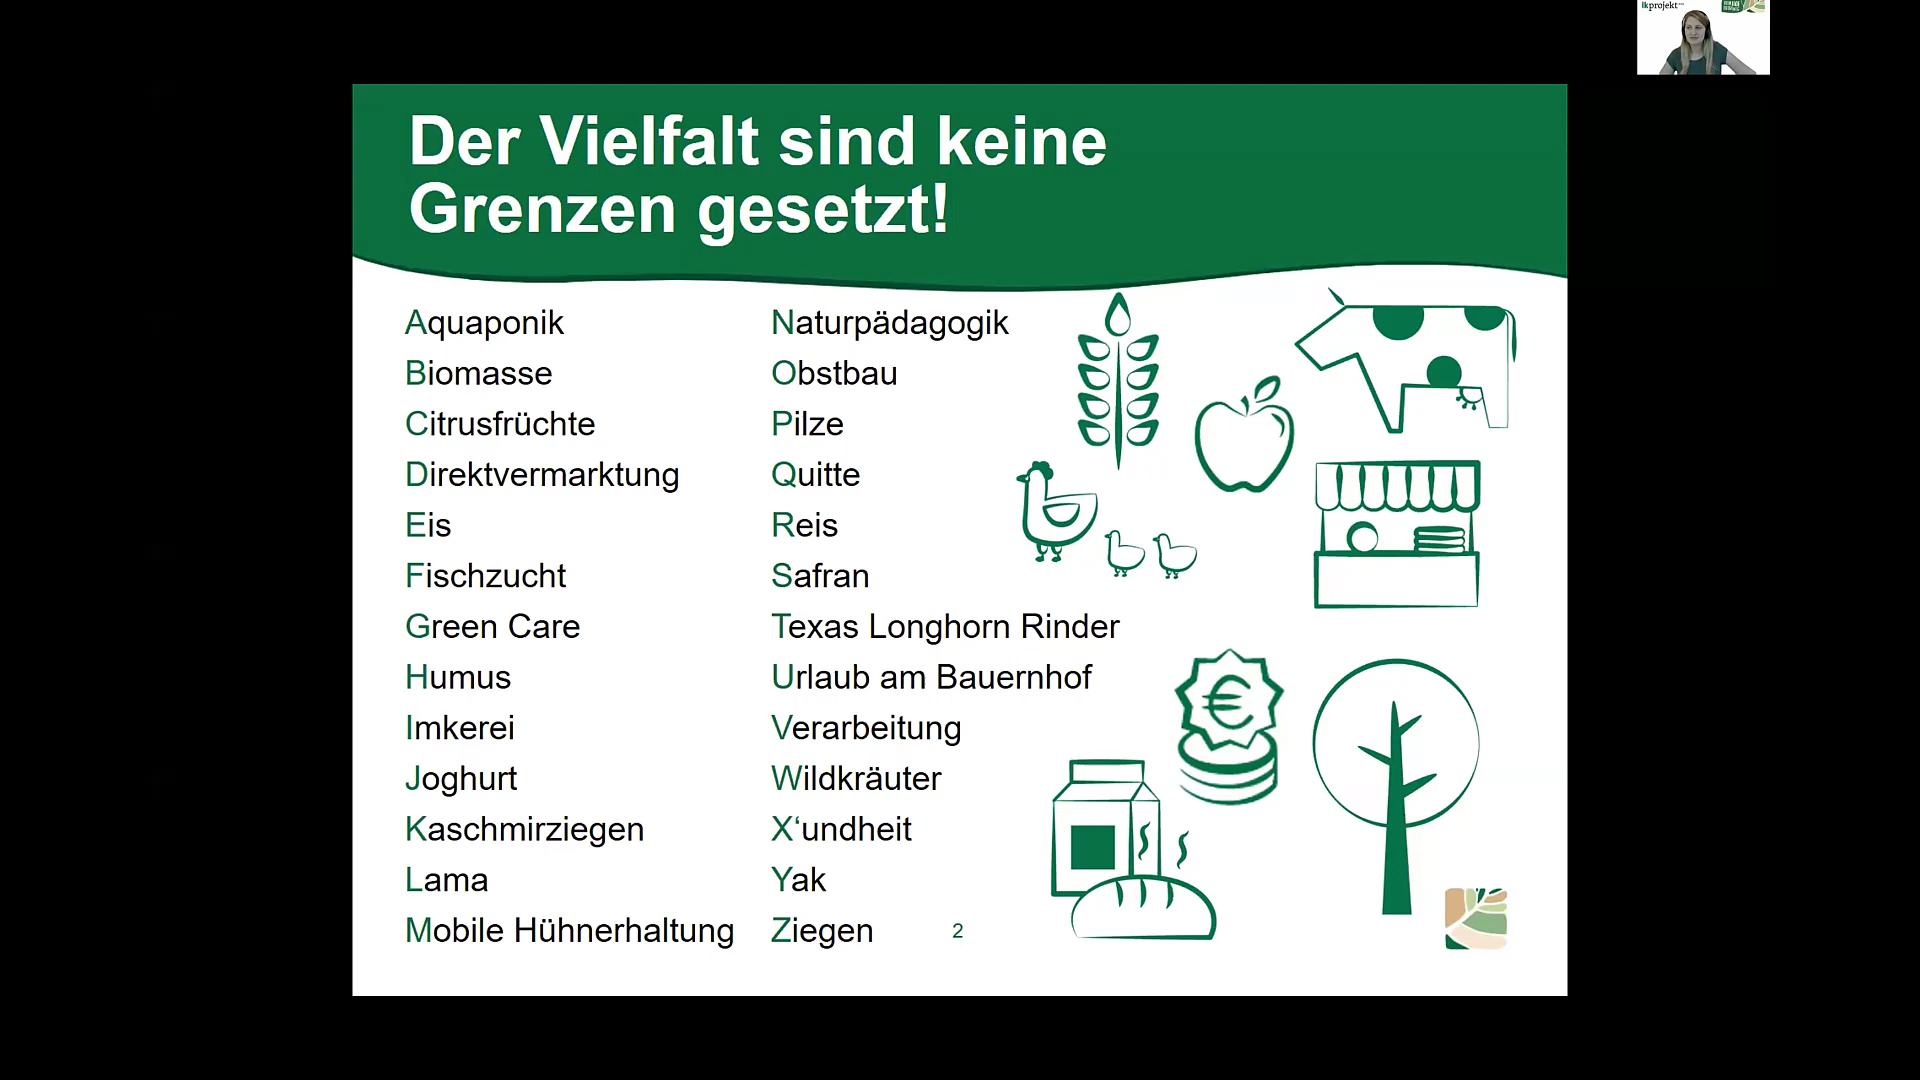 lkprojekt
Der Vielfalt sind keine
Grenzen gesetzt!
Aquaponik
Biomasse
Citrusfrüchte
Direktvermarktung
Eis
Fischzucht
Green Care
Humus
Imkerei
Joghurt
Kaschmirziegen
Lama
Mobile Hühnerhaltung
Naturpädagogik
Obstbau
Pilze
Quitte
Reis
Safran
Texas Longhorn Rinder
Urlaub am Bauernhof
Verarbeitung
Wildkräuter
X‘undheit
Yak
Ziegen
€
2